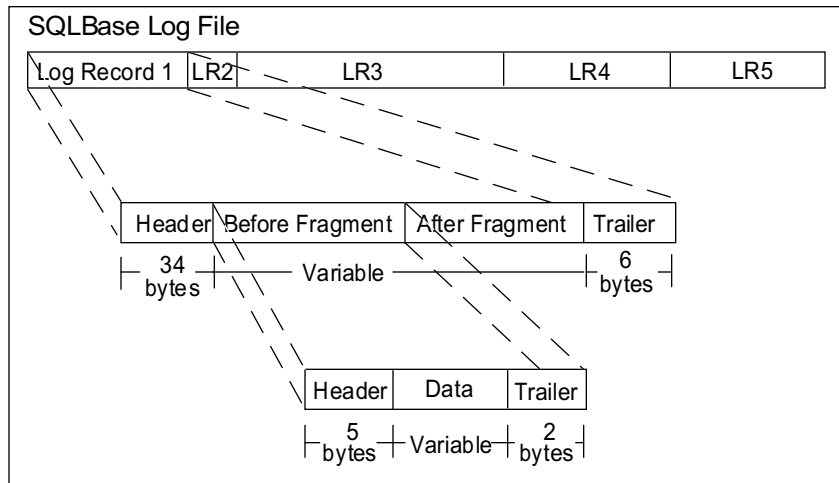 SQLBase Log File
Log Record 1 LR2 LR3 LR4 LR5
Header Before Fragment After Fragment Trailer
34 bytes Variable 6 bytes
Header Data Trailer
5 bytes Variable 2 bytes